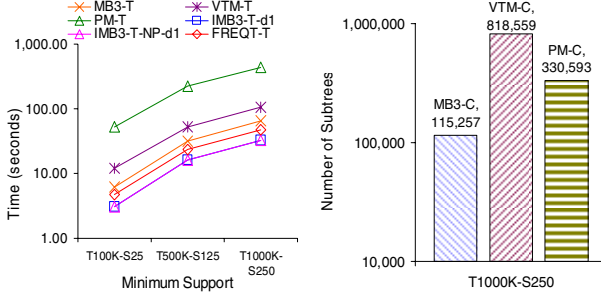 MB3-T
VTM-T
PM-T
IMB3-T-d1
IMB3-T-NP-d1
FREQT-T
1,000.00
100.00
10.00
1.00
Time (seconds)
T100K-S25
T500K-S125
T1000K-
S250
Minimum Support
VTM-C,
818,559
PM-C,
330,593
MB3-C,
115,257
1,000,000
100,000
10,000
Number of Subtrees
T1000K-S250